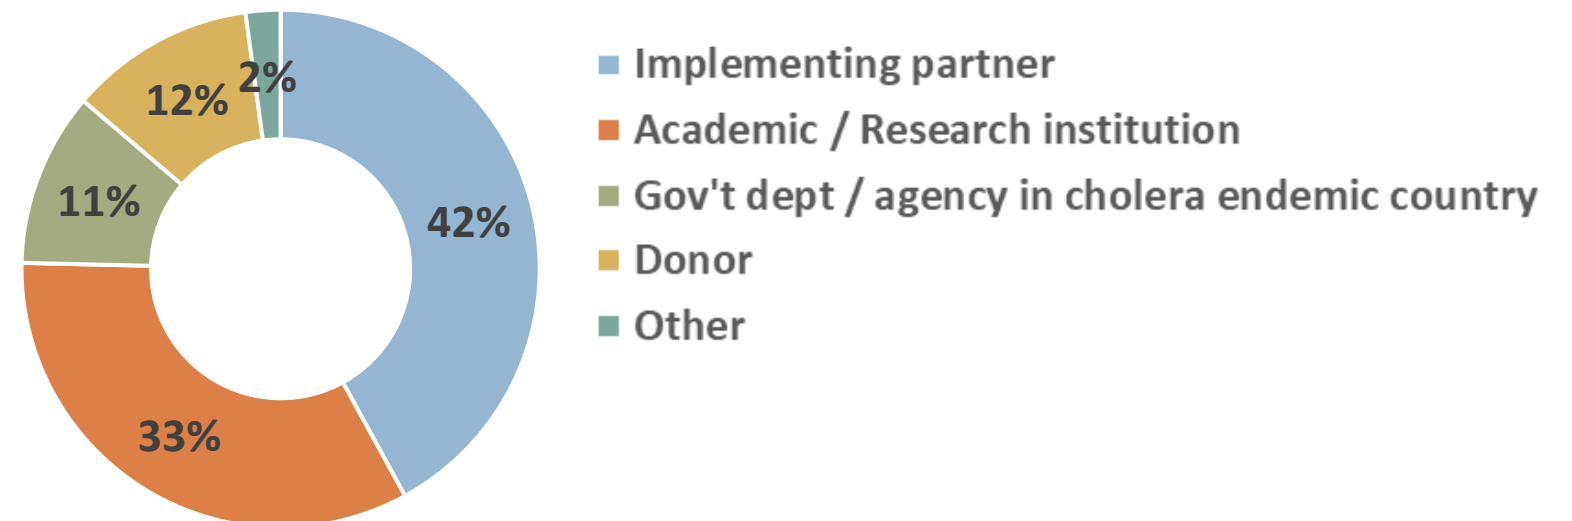 2%
12%
11%
42%
33%
Implementing partner
Academic / Research institution
Gov't dept / agency in cholera endemic country
Donor
Other